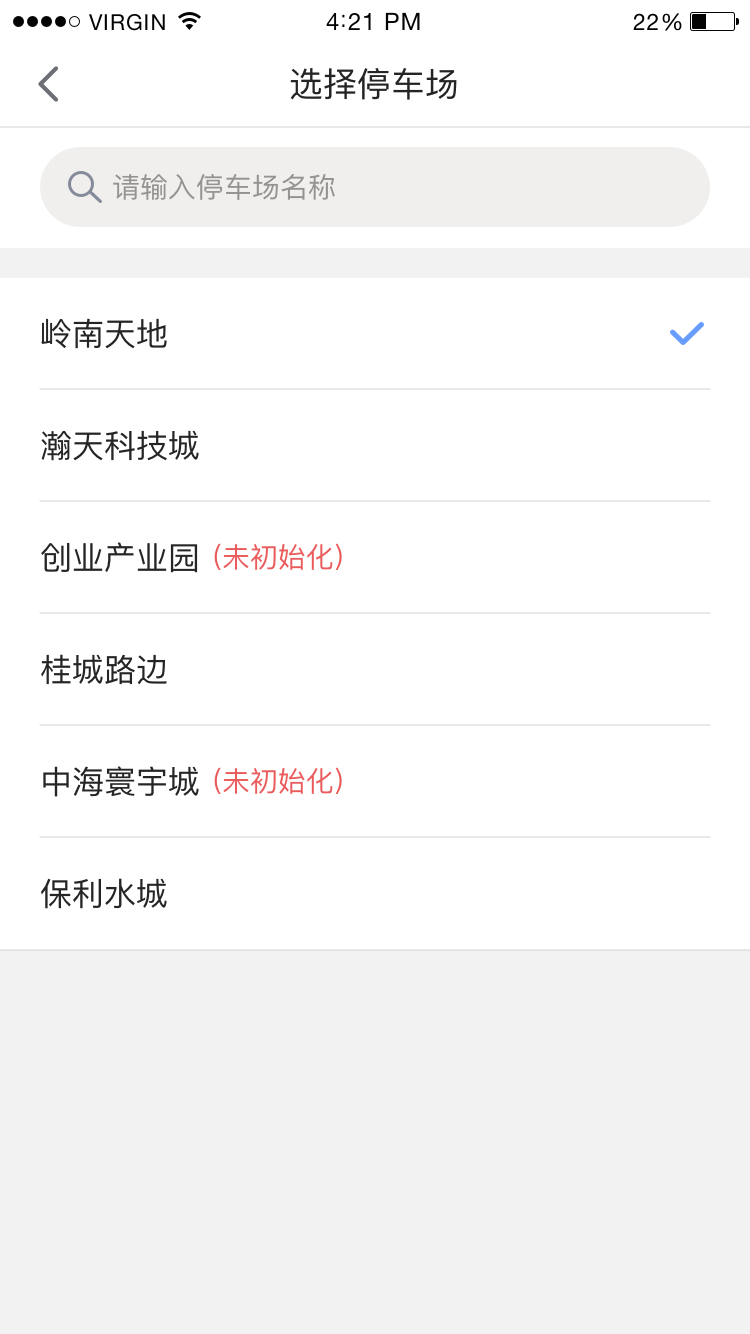 VIRGIN 4:21 PM 22%
选择停车场
请输入停车场名称
岭南天地
瀚天科技城
创业产业园 (未初始化)
桂城路边
中海寰宇城 (未初始化)
保利水城